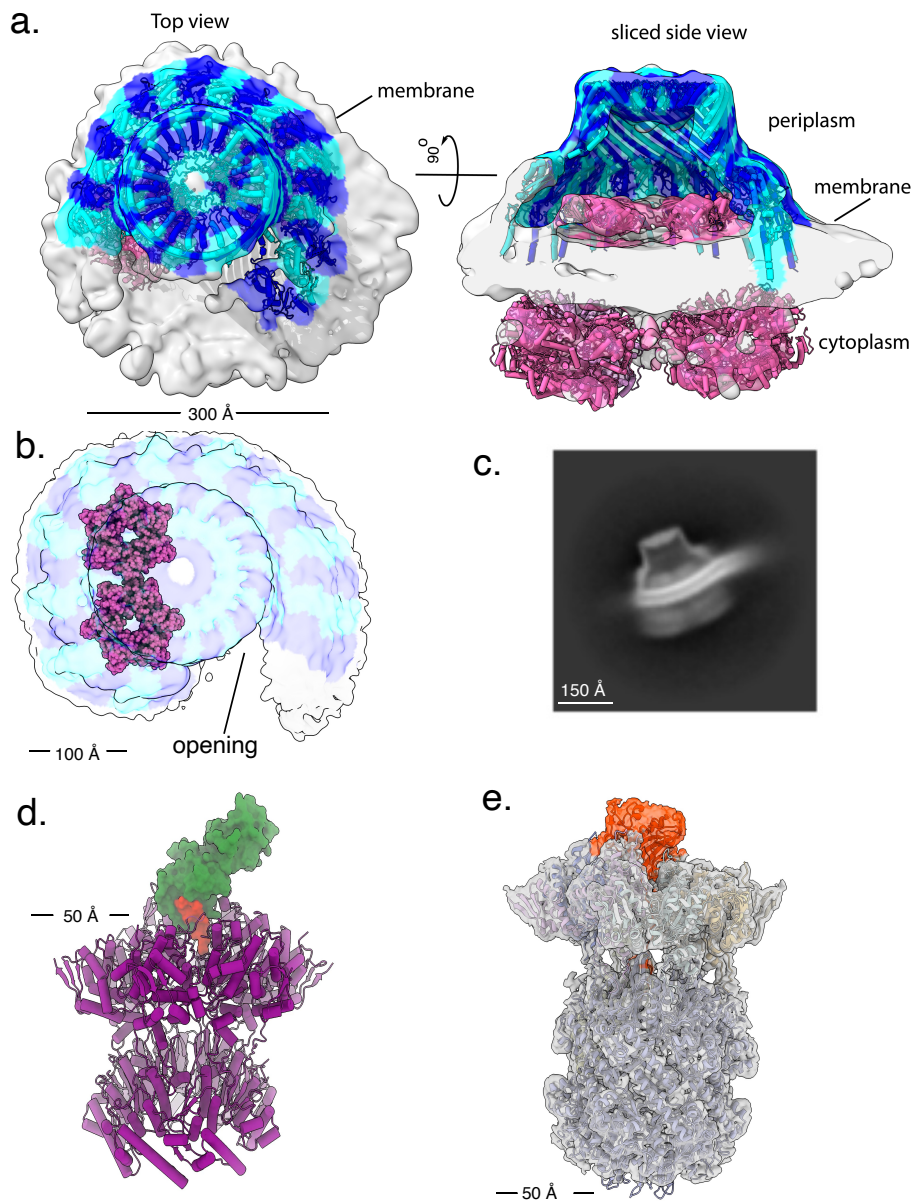 a.
Top view
membrane
90°
sliced side view
periplasm
membrane
cytoplasm
300 Å
b.
opening
100 Å
c.
150 Å
d.
50 Å
e.
50 Å